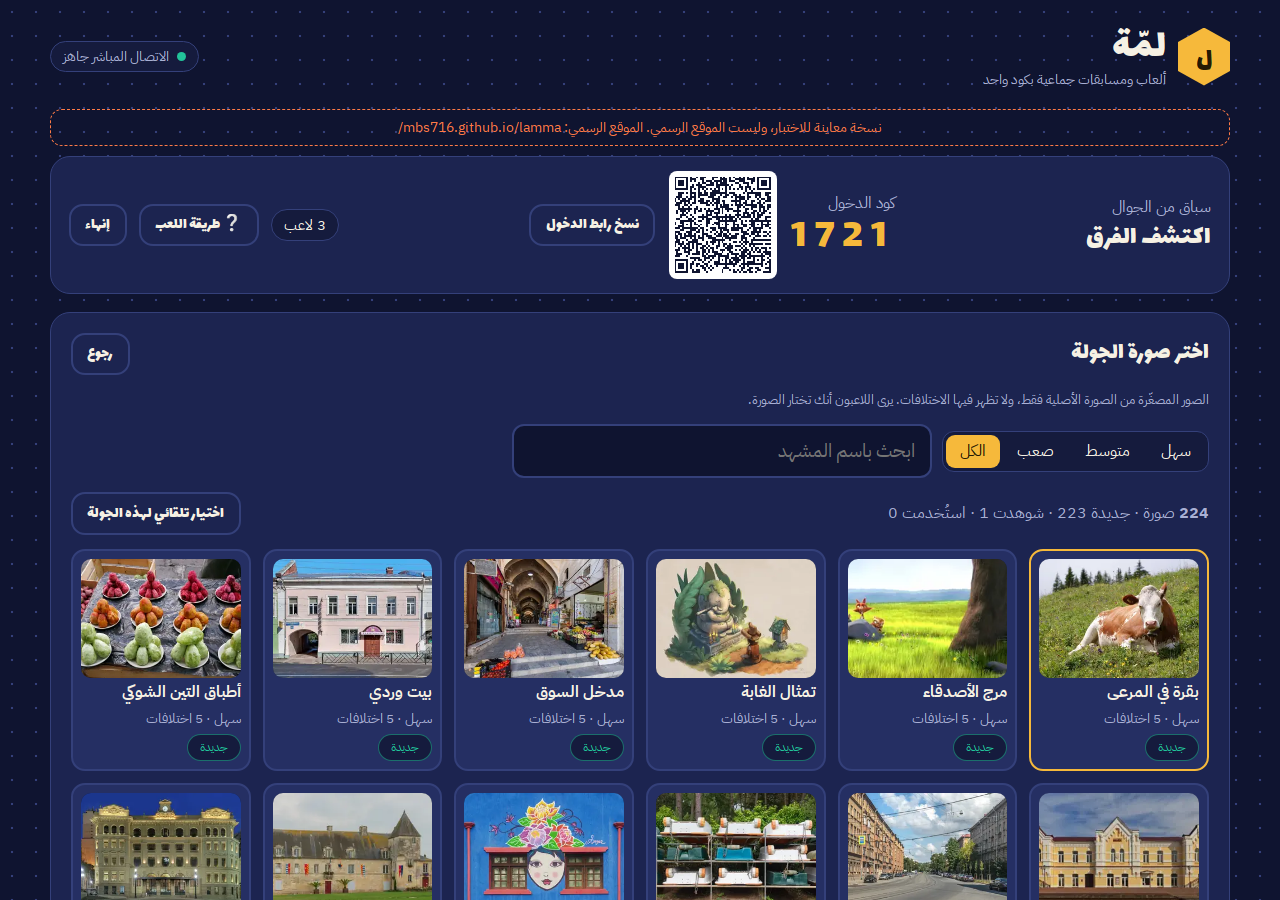 ل
لمّة
ألعاب ومسابقات جماعية بكود واحد
الاتصال المباشر جاهز
نسخة معاينة للاختبار، وليست الموقع الرسمي. الموقع الرسمي: mbs716.github.io/lamma/
سباق من الجوال
اكتشف الفرق
كود الدخول
1721
نسخ رابط الدخول
3 لاعب
❔ طريقة اللعب
إنهاء
اختر صورة الجولة
رجوع
الصور المصغّرة من الصورة الأصلية فقط، ولا تظهر فيها الاختلافات. يرى اللاعبون أنك تختار الصورة.
سهل متوسط صعب الكل
ابحث باسم المشهد
224 صورة · جديدة 223 · شوهدت 1 · استُخدمت 0
اختيار تلقائي لهذه الجولة
بقرة في المرعى
سهل · 5 اختلافات
جديدة
مرج الأصدقاء
سهل · 5 اختلافات
جديدة
تمثال الغابة
سهل · 5 اختلافات
جديدة
مدخل السوق
سهل · 5 اختلافات
جديدة
بيت وردي
سهل · 5 اختلافات
جديدة
أطباق التين الشوكي
سهل · 5 اختلافات
جديدة